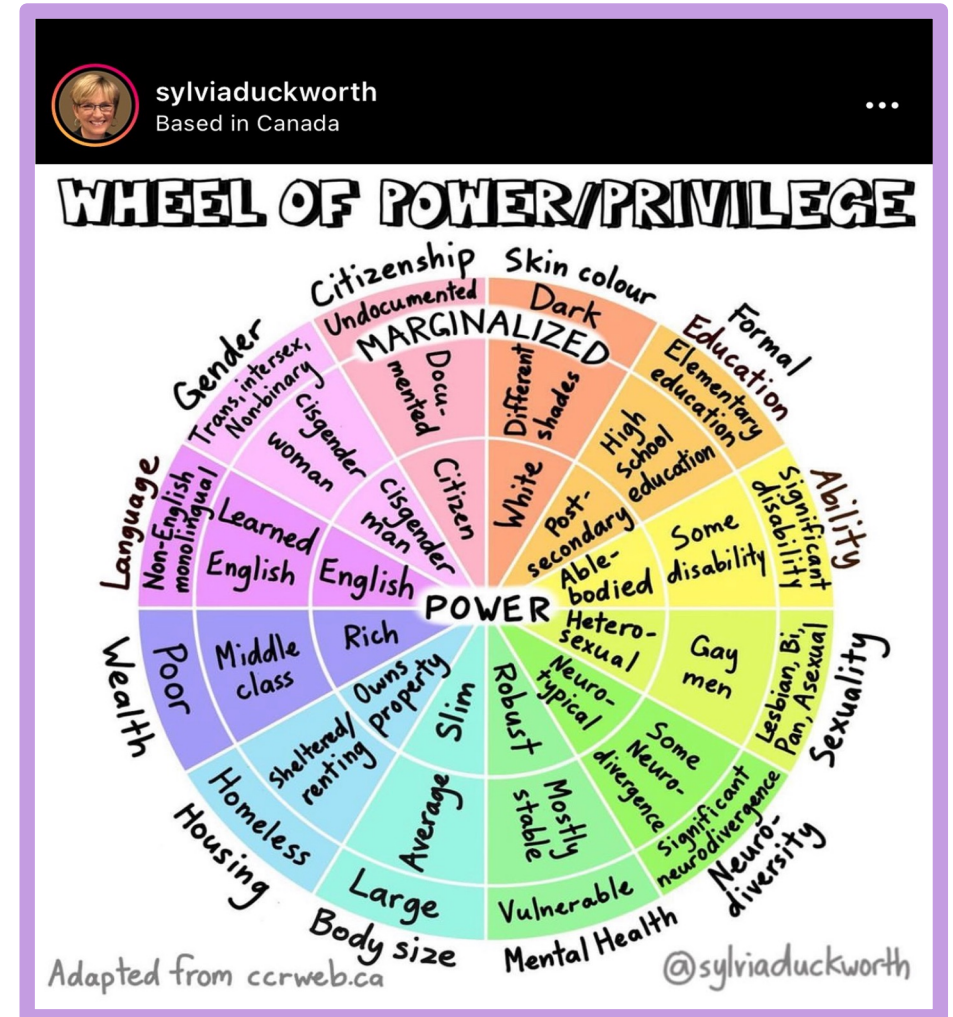 sylviaduckworth
Based in Canada
WHEEL OF POWER/PRIVILEGE
Citizenship
Undocumented
Docu-
mented
Citizen
Skin colour
Dark
Different
shades
White
Formal
Education
Elementary
education
High
school
education
Post-
secondary
Ability
Significant
disability
Some
disability
Able-
bodied
Sexuality
Lesbian, Bi,
Pan, Asexual
Gay
men
Hetero-
sexual
Neuro-
diversity
Significant
neurodivergence
Some
Neuro-
divergence
Neuro-
typical
Mental Health
Vulnerable
Mostly
stable
Robust
Body size
Large
Average
Slim
Housing
Homeless
Sheltered/
renting
Owns
property
Wealth
Poor
Middle
class
Rich
Language
Non-English
monolingual
Learned
English
English
Gender
Trans, intersex,
Non-binary
cisgender
woman
cisgender
man
MARGINALIZED
POWER
Adapted from ccrweb.ca
@sylviaduckworth